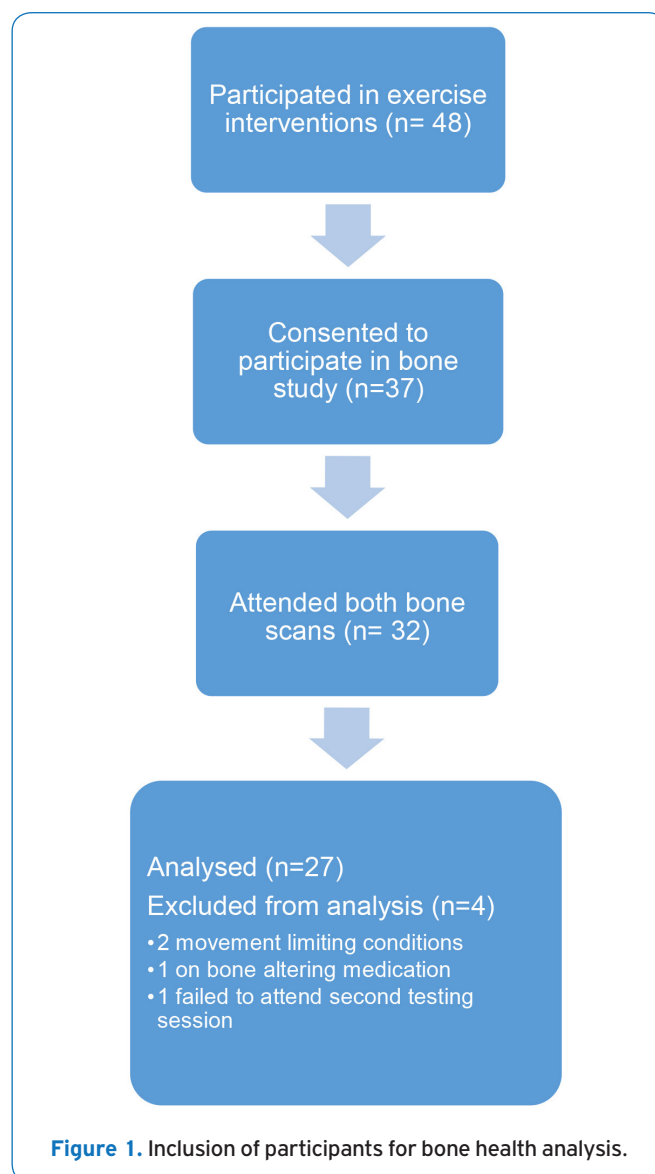 Participated in exercise
interventions (n= 48)
Consented to
participate in bone
study (n=37)
Attended both bone
scans (n= 32)
Analysed (n=27)
Excluded from analysis (n=4)
•2 movement limiting conditions
•1 on bone altering medication
•1 failed to attend second testing
session
Figure 1. Inclusion of participants for bone health analysis.